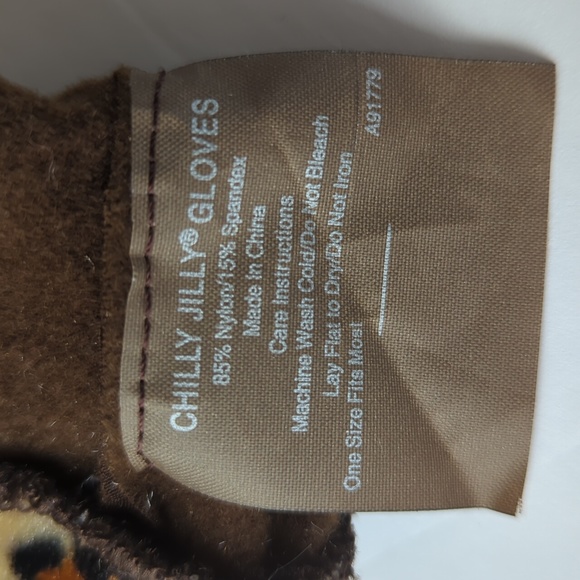 CHILLY JILLY® GLOVES
85% Nylon/15% Spandex
Made In China
Care Instructions
Machine Wash Cold/Do Not Bleach
Lay Flat to Dry/Do Not Iron
One Size Fits Most
A91779